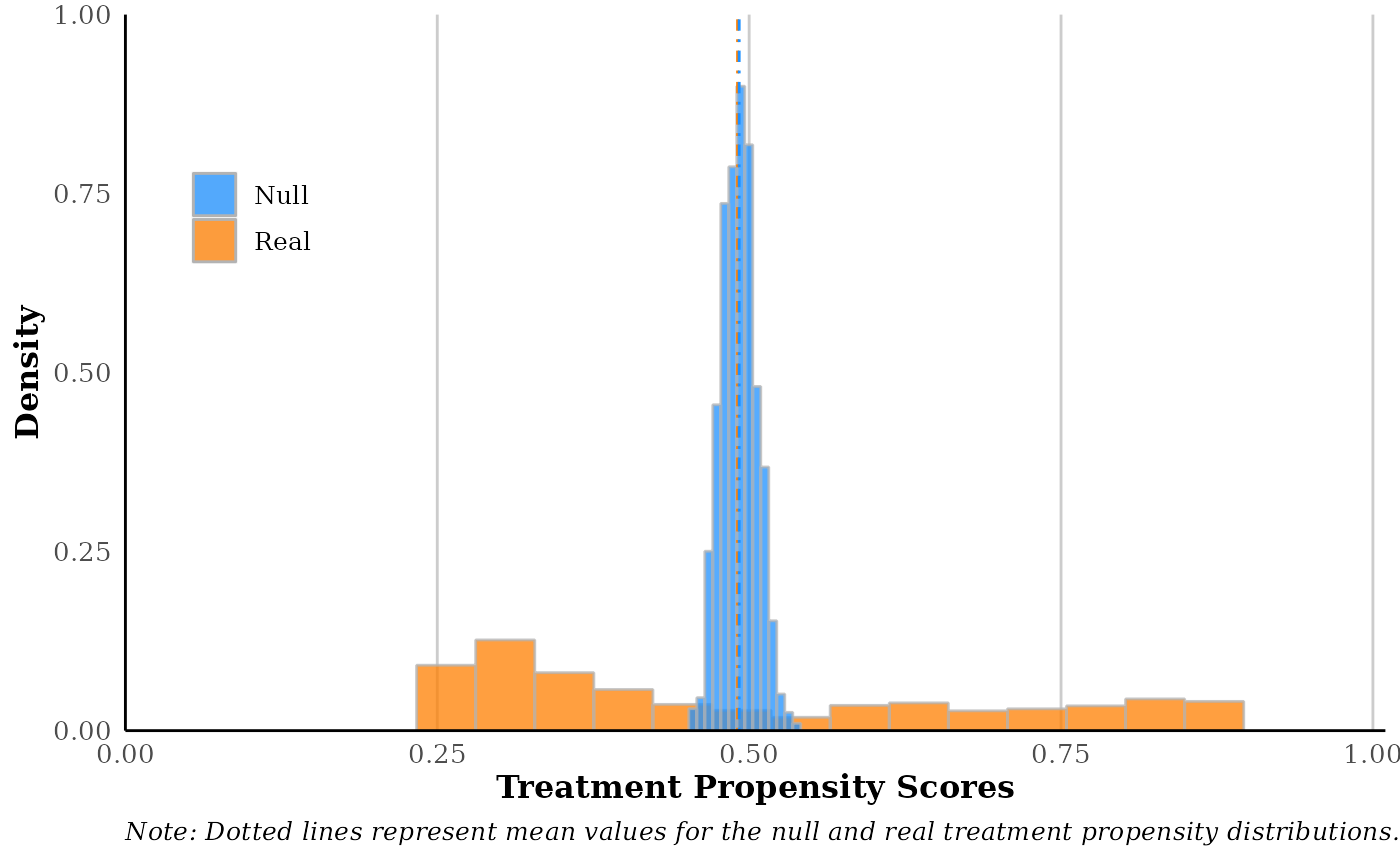 1.00
0.75
0.50
0.25
0.00
Density
Null
Real
0.00 0.25 0.50 0.75 1.00
Treatment Propensity Scores
Note: Dotted lines represent mean values for the null and real treatment propensity distributions.